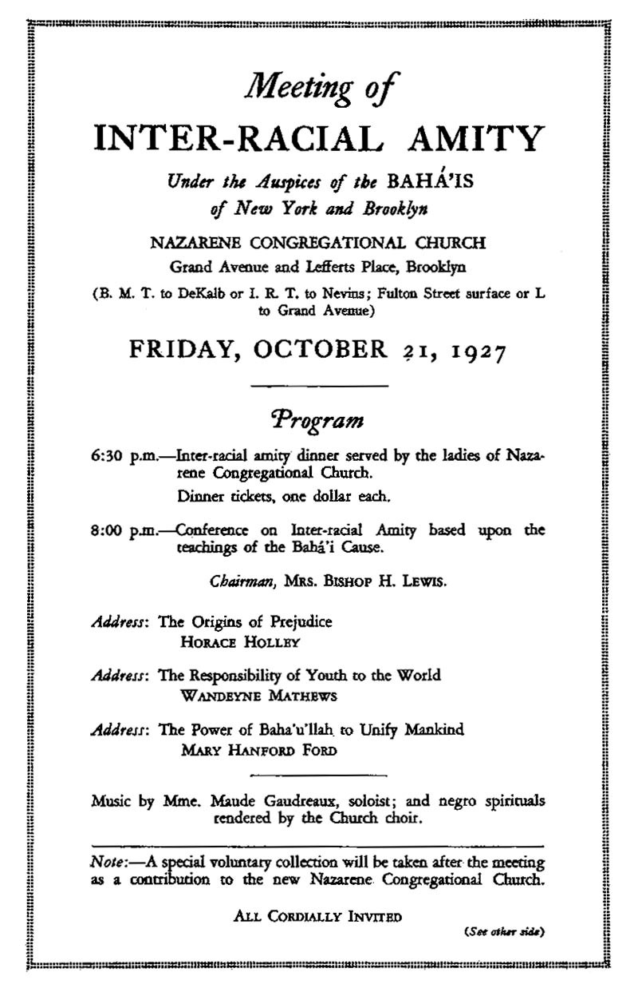 Meeting of
INTER-RACIAL AMITY
Under the Auspices of the BAHÁ'IS
of New York and Brooklyn
NAZARENE CONGREGATIONAL CHURCH
Grand Avenue and Lefferts Place, Brooklyn
(B. M. T. to DeKalb or I. R. T. to Nevins; Fulton Street surface or L
to Grand Avenue)
FRIDAY, OCTOBER 21, 1927
Program
6:30 p.m.—Inter-racial amity dinner served by the ladies of Naza-
rene Congregational Church.
Dinner tickets, one dollar each.
8:00 p.m.—Conference on Inter-racial Amity based upon the
teachings of the Bahá'i Cause.
Chairman, MRS. BISHOP H. LEWIS.
Address: The Origins of Prejudice
HORACE HOLLEY
Address: The Responsibility of Youth to the World
WANDEYNE MATHEWS
Address: The Power of Baha'u'llah to Unify Mankind
MARY HANFORD FORD
Music by Mme. Maude Gaudreaux, soloist; and negro spirituals
rendered by the Church choir.
Note:—A special voluntary collection will be taken after the meeting
as a contribution to the new Nazarene Congregational Church.
ALL CORDIALLY INVITED
(See other side)